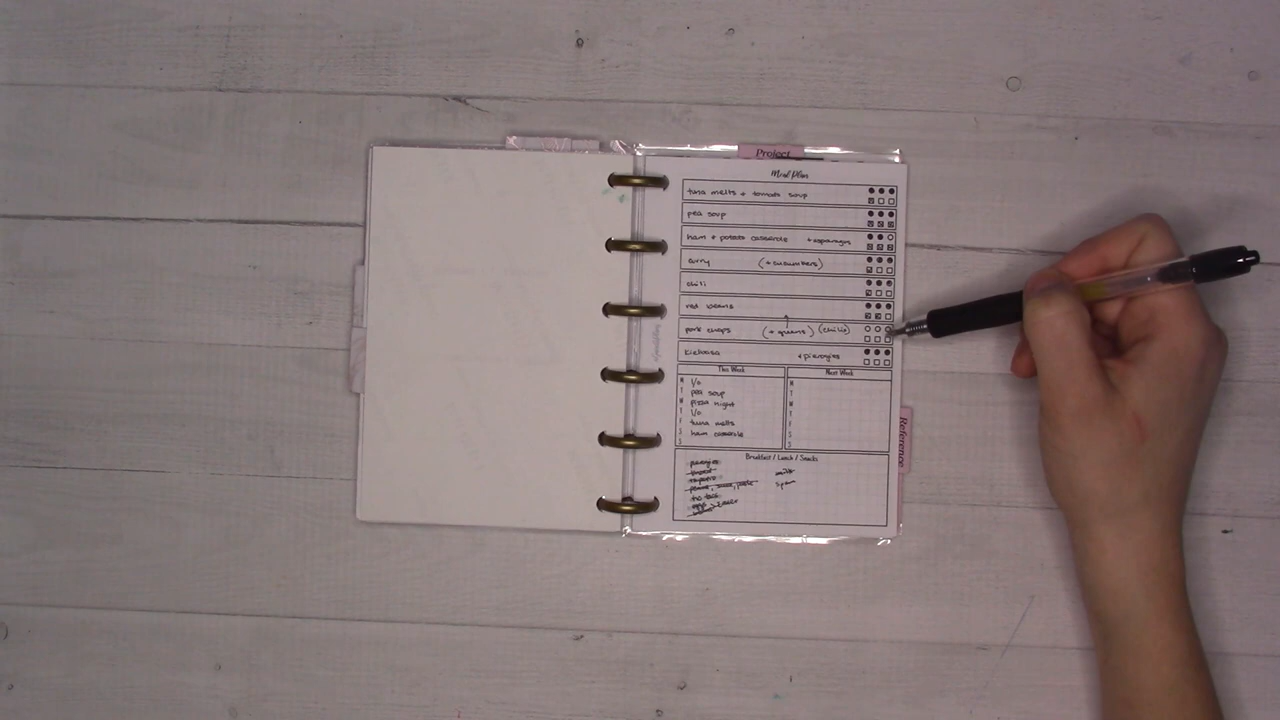 Project
Meal Plan
tuna melts + tomato soup
pea soup
ham + potato casserole + asparagus
curry (+ cucumbers)
chili
red beans
pork chops (+ greens) (chili)
kielbasa + pierogies
This Week
Next Week
M l/o
T pea soup
W pizza night
T l/o
F tuna melts
S ham casserole
S
M
T
W
T
F
S
S
Breakfast / Lunch / Snacks
milk
spam
Reference